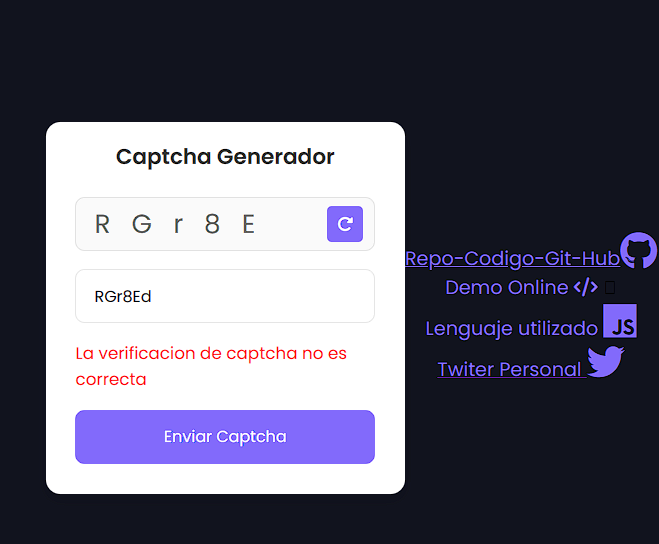 Captcha Generador
R G r 8 E
RGr8Ed
La verificacion de captcha no es
correcta
Enviar Captcha
Repo-Codigo-Git-Hub
Demo Online </>
Lenguaje utilizado JS
Twiter Personal